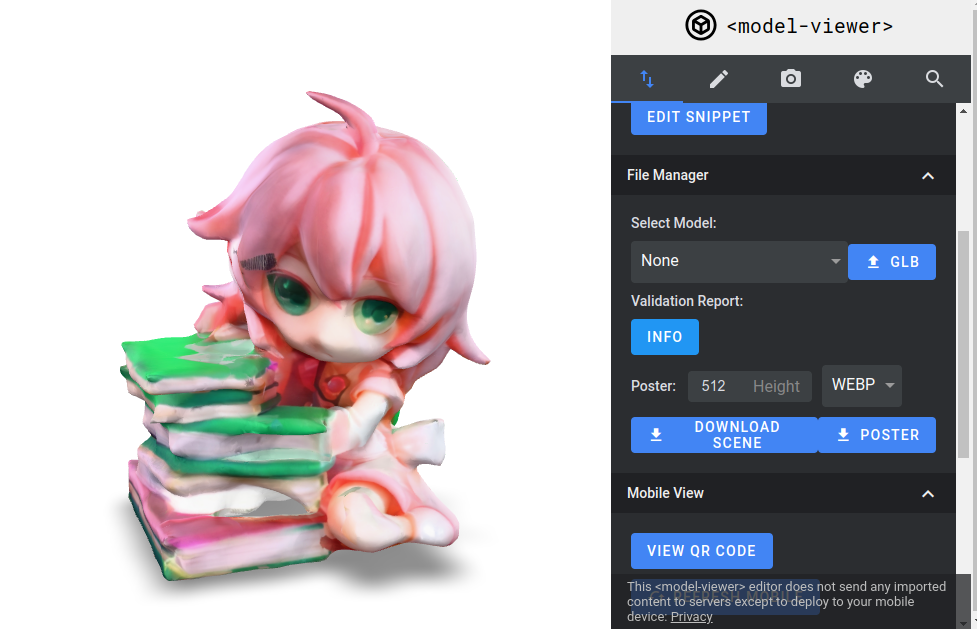 <model-viewer>
EDIT SNIPPET
File Manager
Select Model:
None
GLB
Validation Report:
INFO
Poster:
512
Height
WEBP
DOWNLOAD
SCENE
POSTER
Mobile View
VIEW QR CODE
REFRESH MOBILE
This <model-viewer> editor does not send any imported
content to servers except to deploy to your mobile
device: Privacy